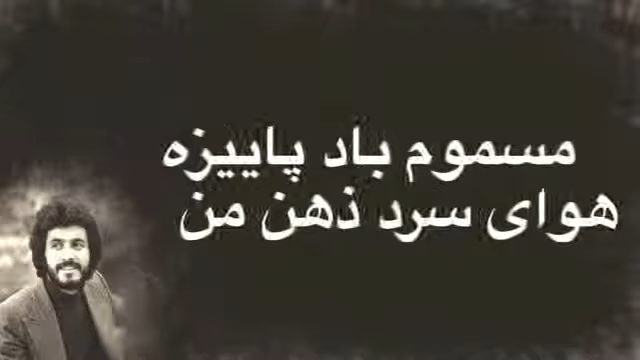 مسموم باد پاییزه
هوای سرد ذهن من